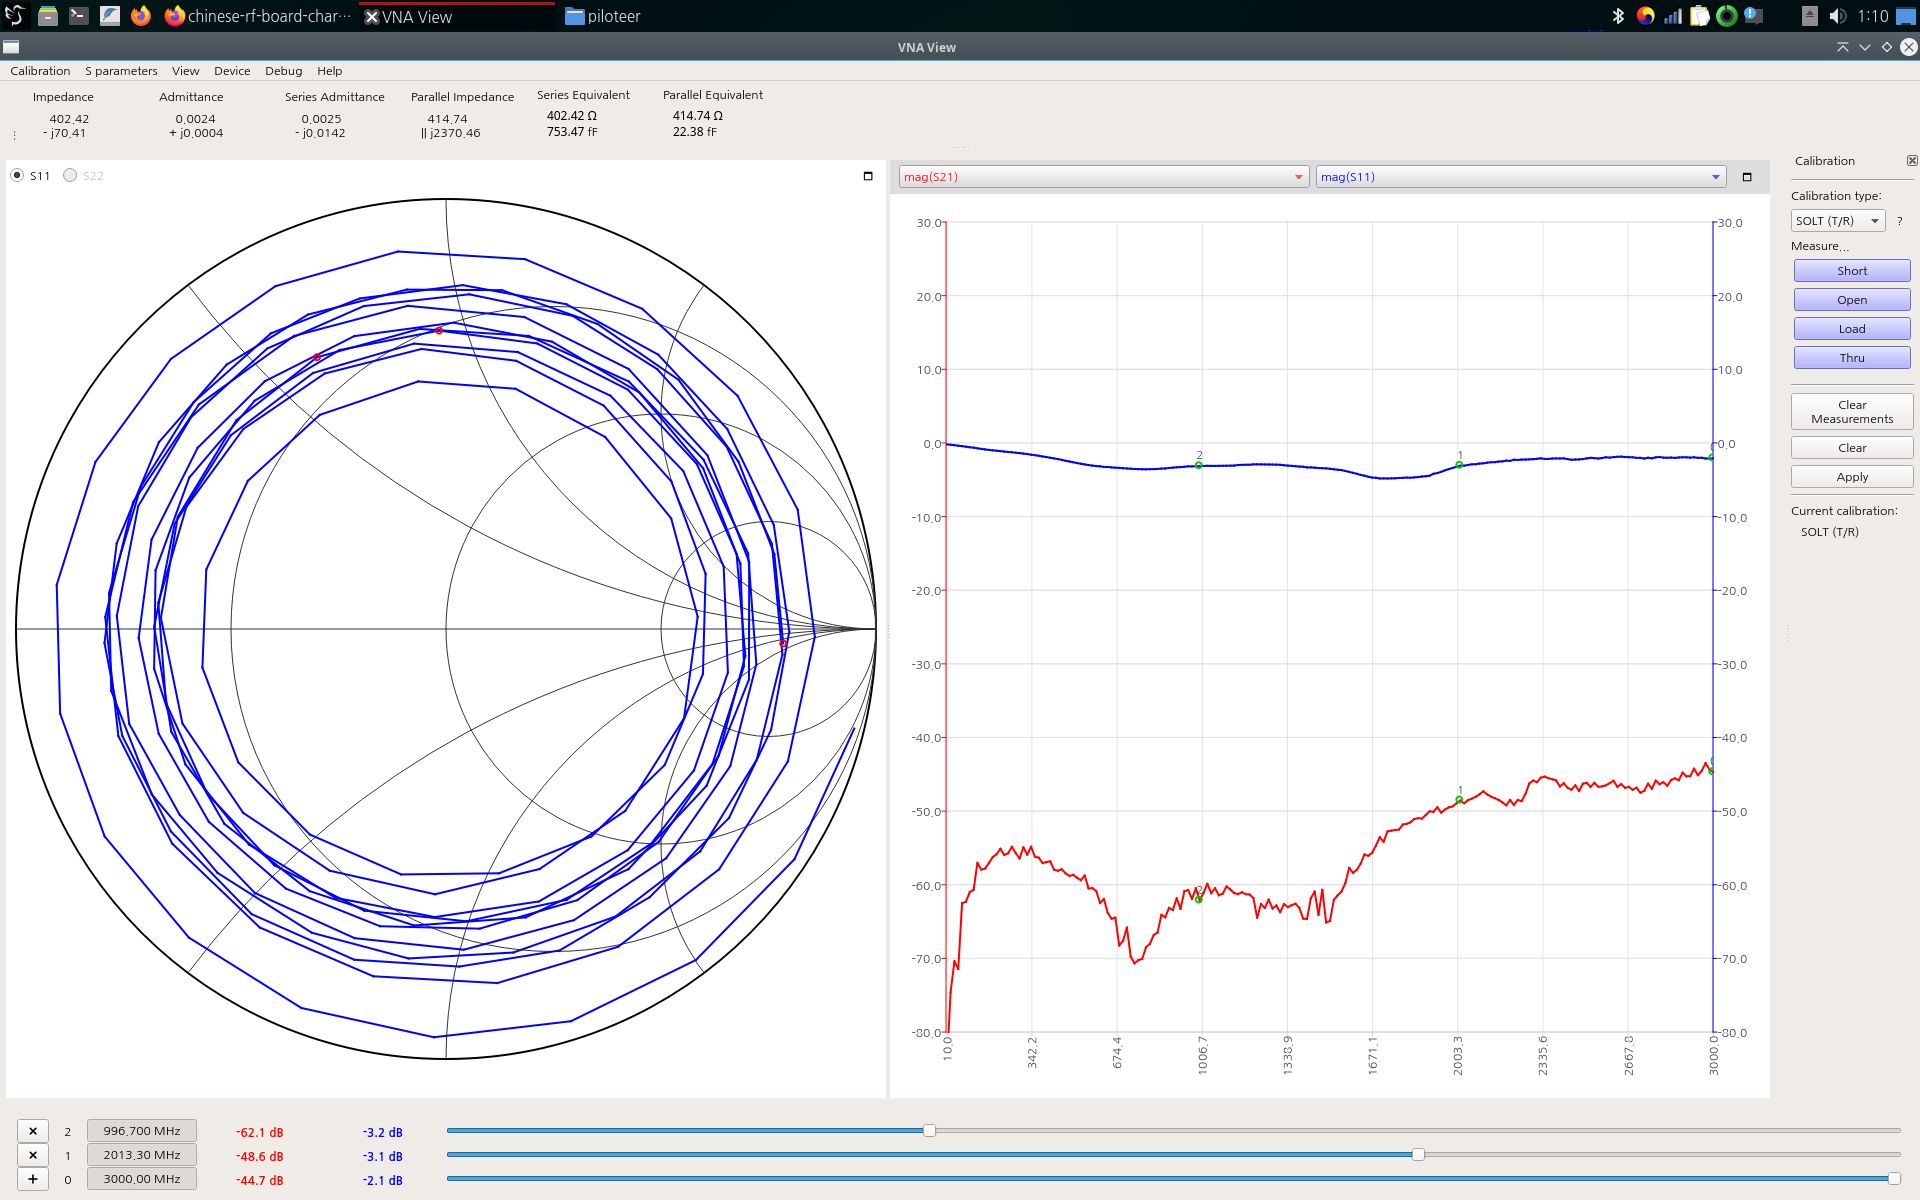 chinese-rf-board-char···
VNA View
piloteer
1:10
VNA View
Calibration S parameters View Device Debug Help
Impedance Admittance Series Admittance Parallel Impedance Series Equivalent Parallel Equivalent
402.42 0.0024 0.0025 414.74 402.42 Ω 414.74 Ω
- j70.41 + j0.0004 - j0.0142 || j2370.46 753.47 fF 22.38 fF
S11 S22
mag(S21) mag(S11)
30.0 30.0
20.0 20.0
10.0 10.0
0.0 0.0
-10.0 -10.0
-20.0 -20.0
-30.0 -30.0
-40.0 -40.0
-50.0 -50.0
-60.0 -60.0
-70.0 -70.0
-80.0 -80.0
2 1
1
2
10.0 342.2 674.4 1006.7 1338.9 1671.1 2003.3 2335.6 2667.8 3000.0
Calibration
Calibration type:
SOLT (T/R) ?
Measure...
Short
Open
Load
Thru
Clear
Measurements
Clear
Apply
Current calibration:
SOLT (T/R)
× 2 996.700 MHz -62.1 dB -3.2 dB
× 1 2013.30 MHz -48.6 dB -3.1 dB
+ 0 3000.00 MHz -44.7 dB -2.1 dB